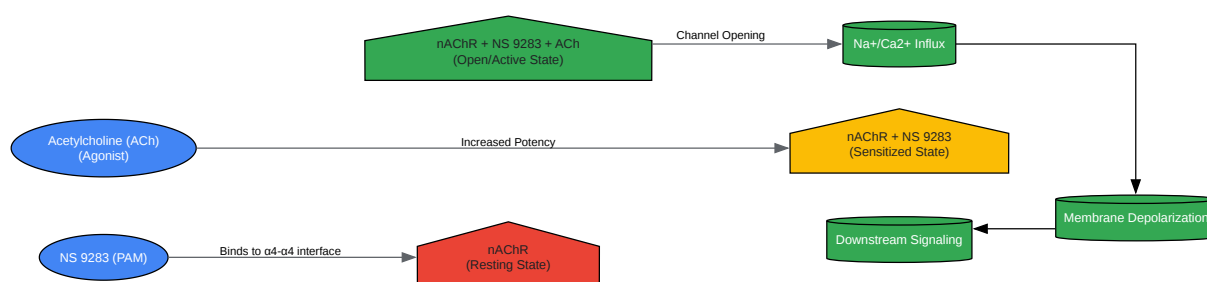 nAChR + NS 9283 + ACh
(Open/Active State)
Channel Opening
Na+/Ca2+ Influx
Acetylcholine (ACh)
(Agonist)
Increased Potency
nAChR + NS 9283
(Sensitized State)
Membrane Depolarization
Downstream Signaling
NS 9283 (PAM)
Binds to α4-α4 interface
nAChR
(Resting State)